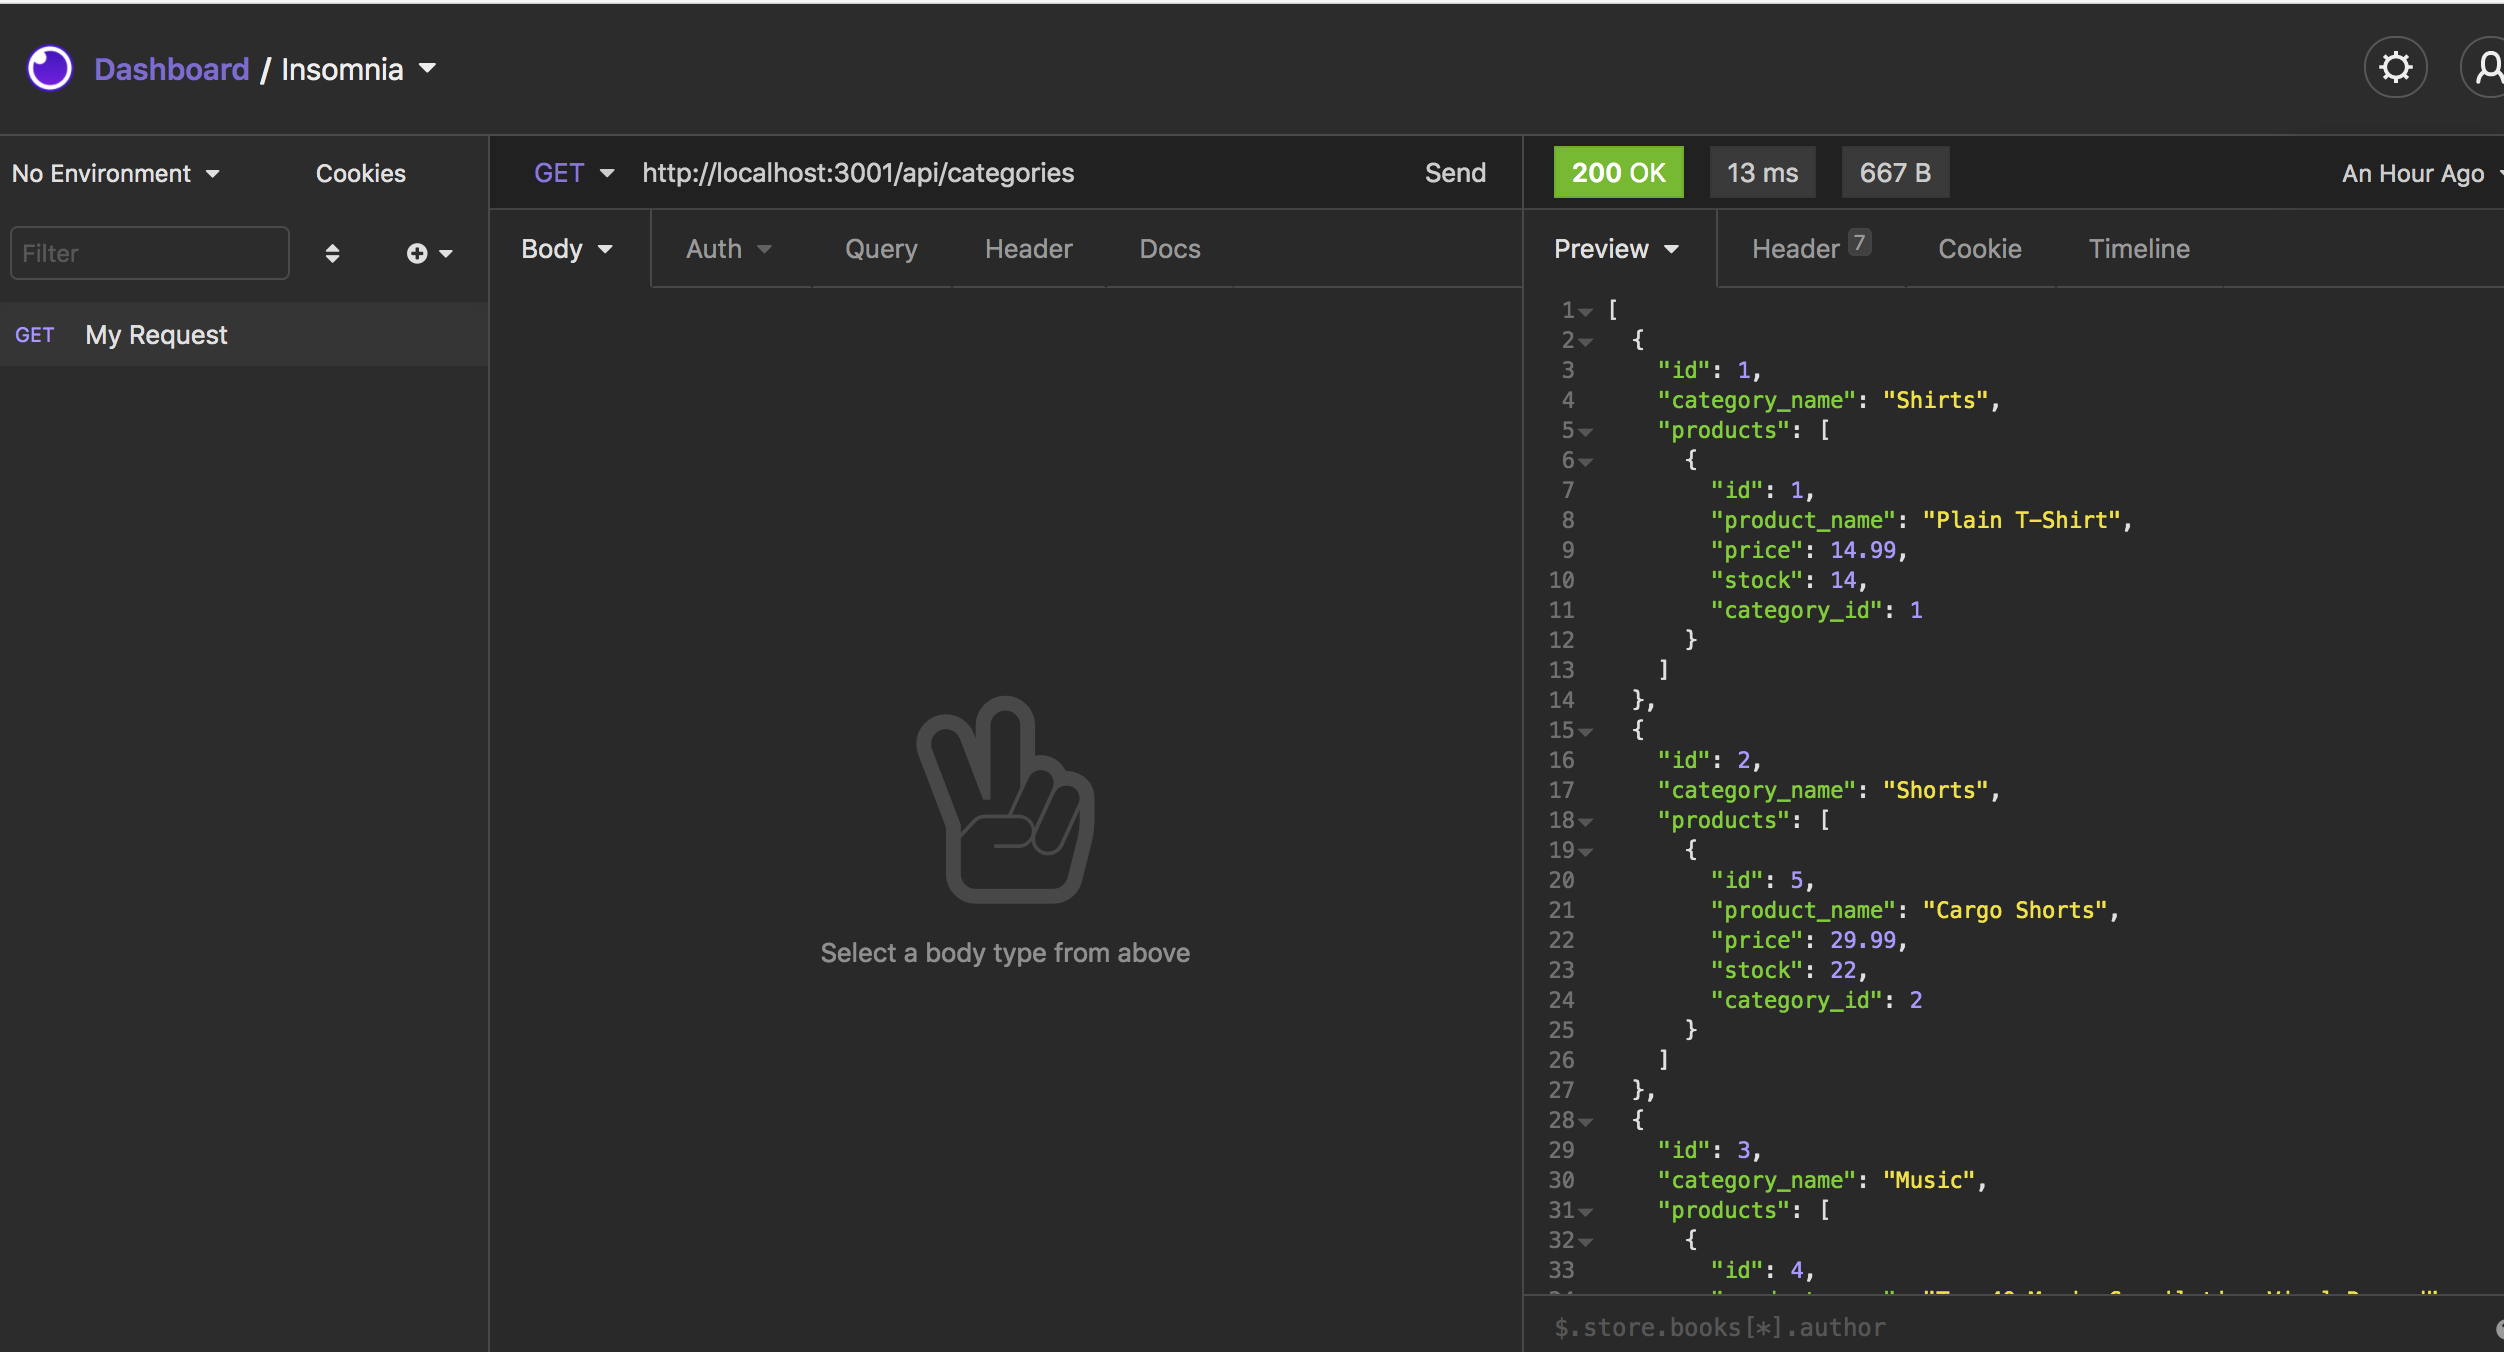 Dashboard / Insomnia
No Environment Cookies
GET http://localhost:3001/api/categories Send
200 OK 13 ms 667 B An Hour Ago
Filter
Body Auth Query Header Docs
Preview Header 7 Cookie Timeline
GET My Request
Select a body type from above
1 [
2 {
3 "id": 1,
4 "category_name": "Shirts",
5 "products": [
6 {
7 "id": 1,
8 "product_name": "Plain T-Shirt",
9 "price": 14.99,
10 "stock": 14,
11 "category_id": 1
12 }
13 ]
14 },
15 {
16 "id": 2,
17 "category_name": "Shorts",
18 "products": [
19 {
20 "id": 5,
21 "product_name": "Cargo Shorts",
22 "price": 29.99,
23 "stock": 22,
24 "category_id": 2
25 }
26 ]
27 },
28 {
29 "id": 3,
30 "category_name": "Music",
31 "products": [
32 {
33 "id": 4,
$.store.books[*].author